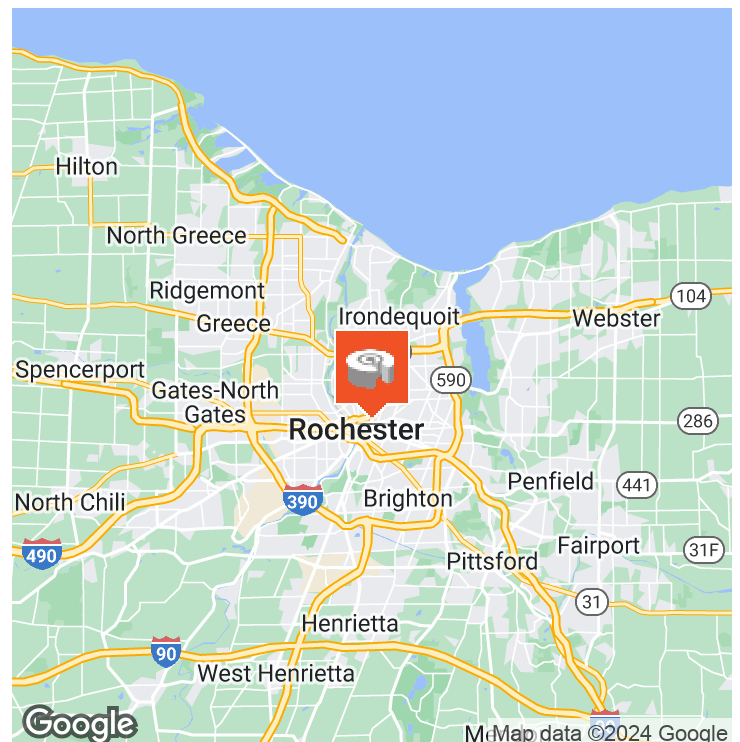 Hilton
North Greece
Ridgemont
104
Irondequoit
Greece
Webster
Spencerport
590
Gates-North
Gates
286
Rochester
Penfield
441
390
Brighton
North Chili
490
Fairport
31F
Pittsford
31
Henrietta
90
West Henrietta
Google
Map data ©2024 Google